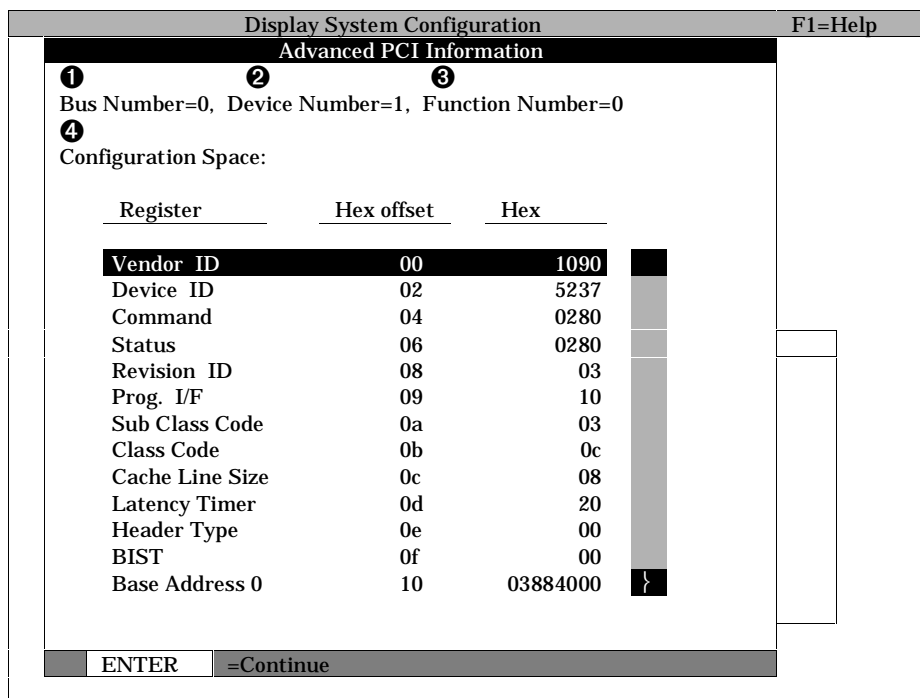 Display System Configuration F1=Help
Advanced PCI Information
❶ ❷ ❸
Bus Number=0, Device Number=1, Function Number=0
❹
Configuration Space:
Register Hex offset Hex
Vendor ID 00 1090
Device ID 02 5237
Command 04 0280
Status 06 0280
Revision ID 08 03
Prog. I/F 09 10
Sub Class Code 0a 03
Class Code 0b 0c
Cache Line Size 0c 08
Latency Timer 0d 20
Header Type 0e 00
BIST 0f 00
Base Address 0 10 03884000 }
ENTER =Continue